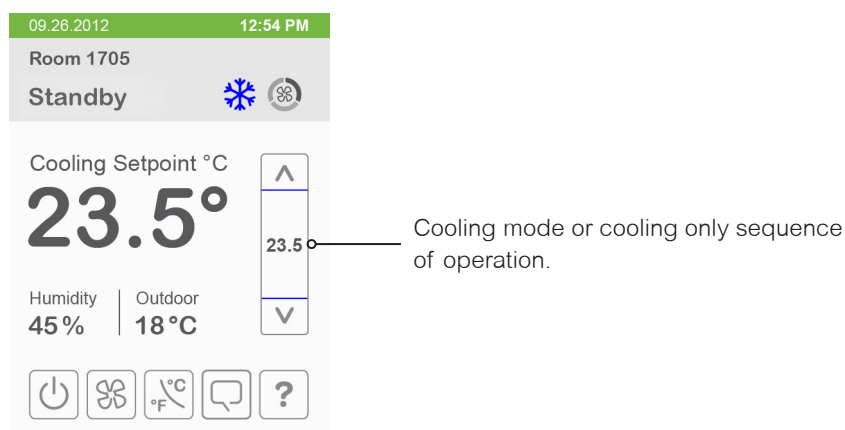 09.26.2012 12:54 PM
Room 1705
Standby
Cooling Setpoint °C
23.5°
23.5
Cooling mode or cooling only sequence
of operation.
Humidity Outdoor
45% 18°C
°C
°F
?